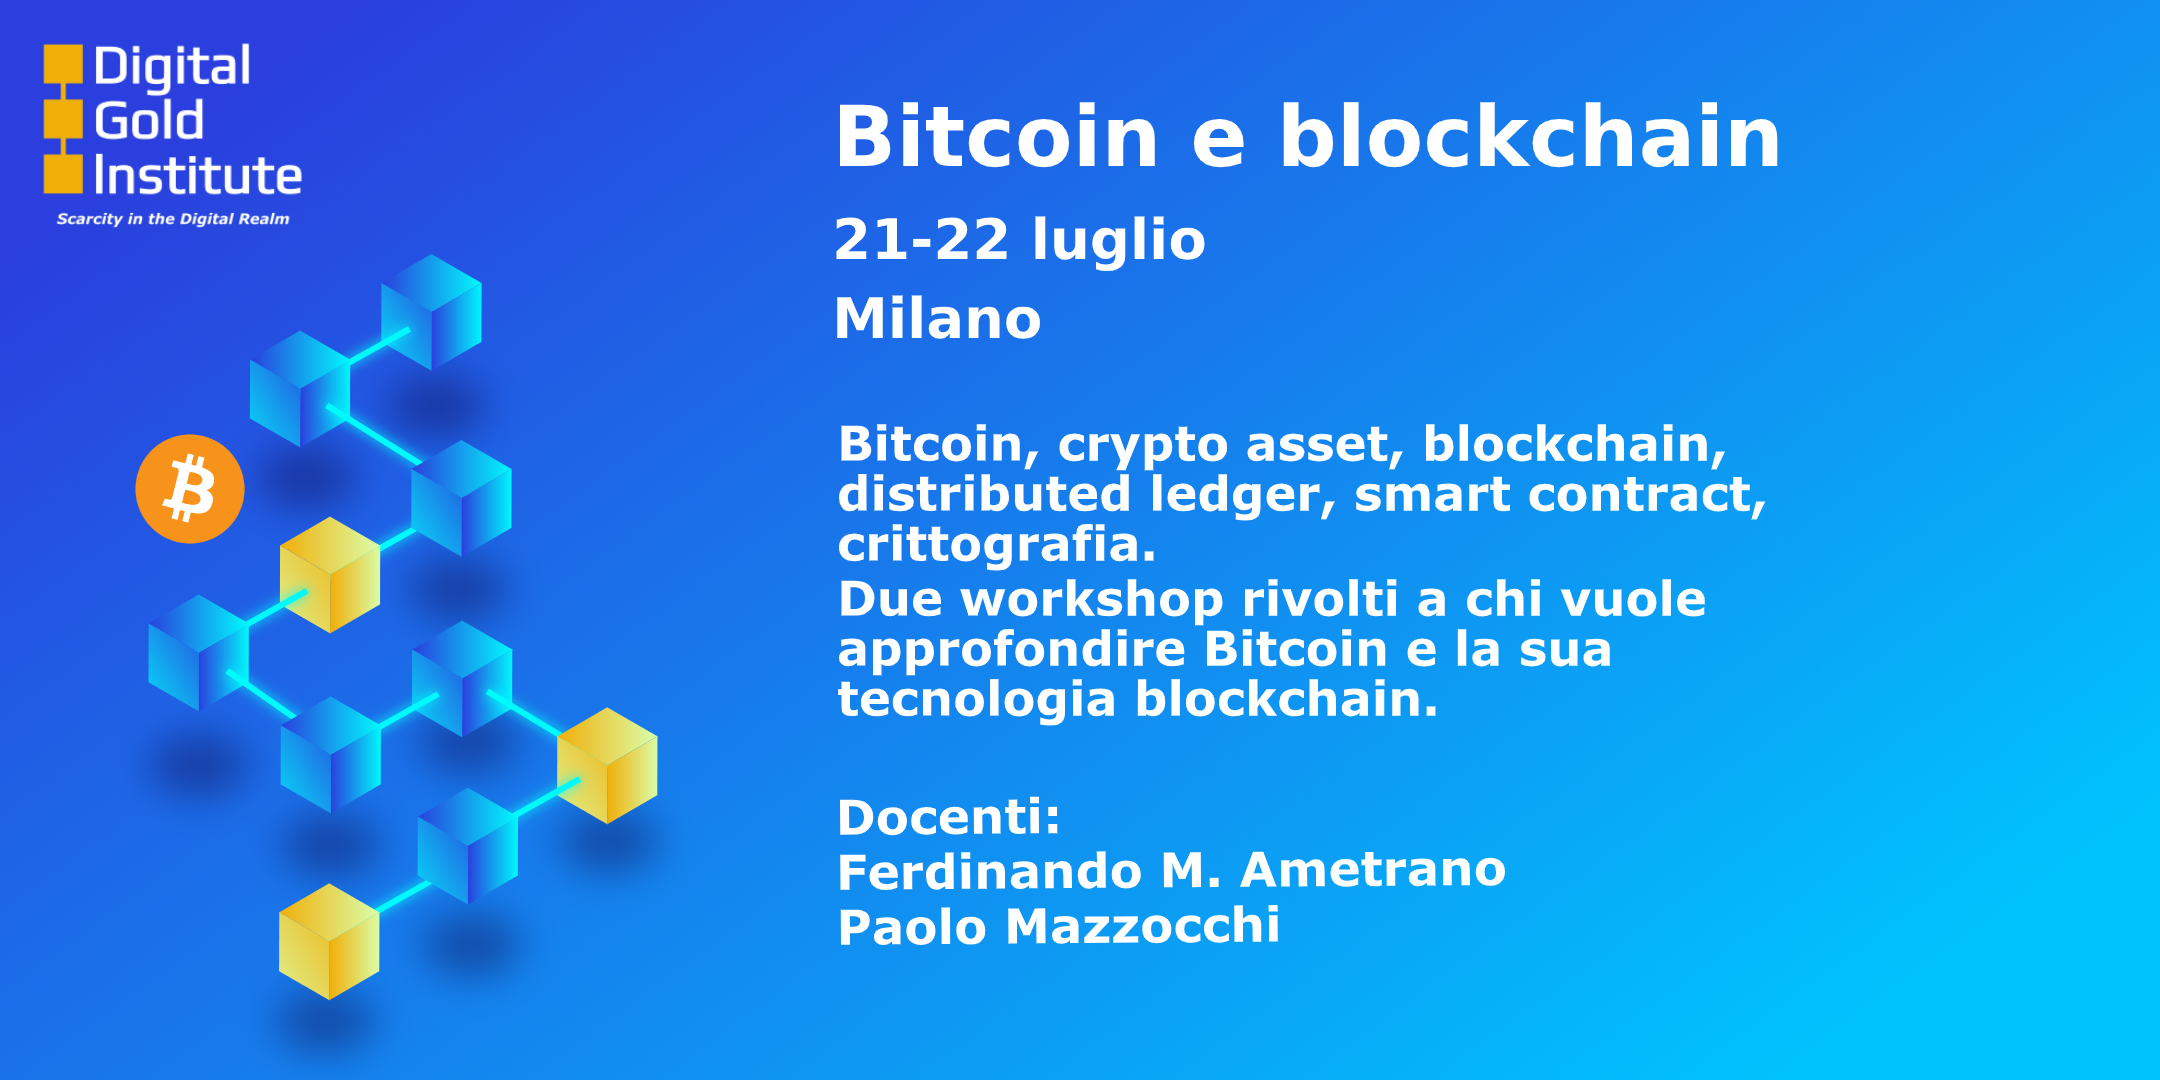 Digital
Gold
Institute
Scarcity in the Digital Realm
Bitcoin e blockchain
21-22 luglio
Milano
Bitcoin, crypto asset, blockchain,
distributed ledger, smart contract,
crittografia.
Due workshop rivolti a chi vuole
approfondire Bitcoin e la sua
tecnologia blockchain.
Docenti:
Ferdinando M. Ametrano
Paolo Mazzocchi